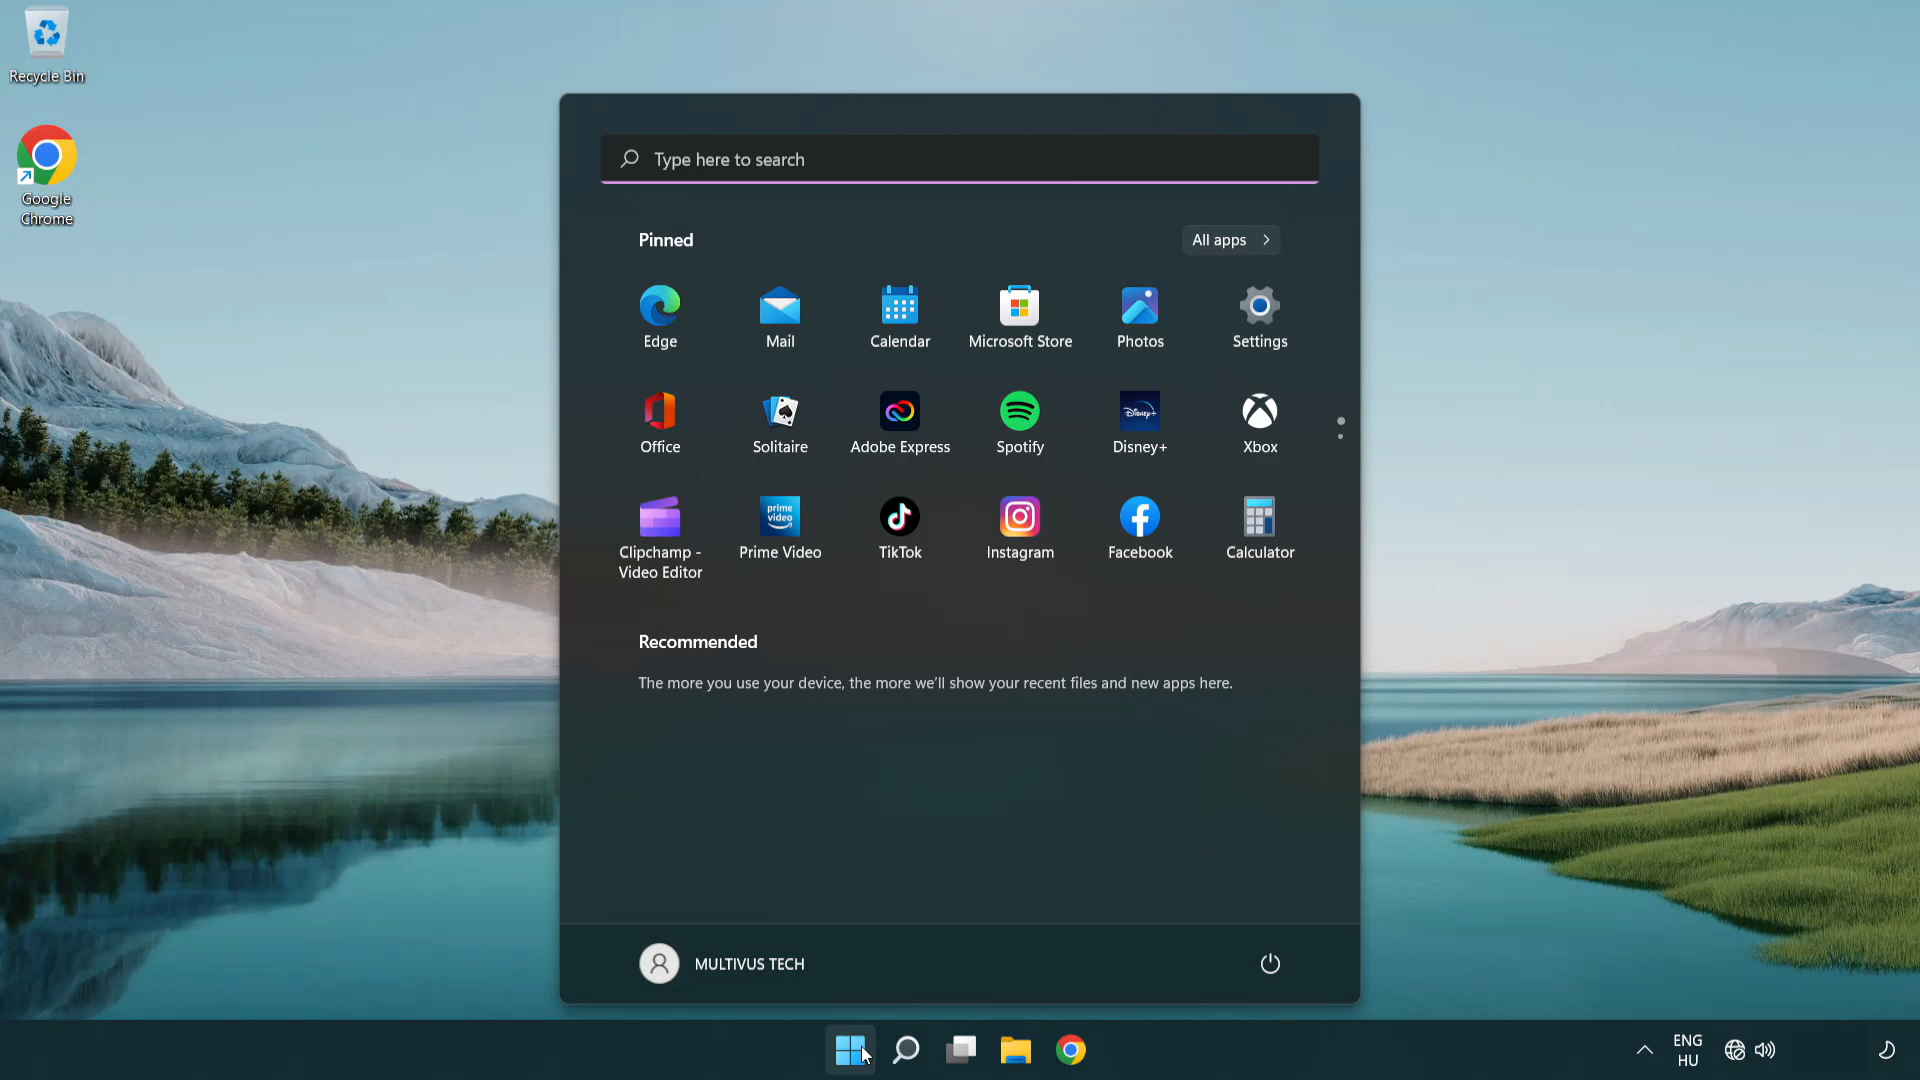 Recycle Bin
Google
Chrome
Type here to search
Pinned
All apps
Edge
Mail
Calendar
Microsoft Store
Photos
Settings
Office
Solitaire
Adobe Express
Spotify
Disney+
Disney+
Xbox
prime
video
Clipchamp -
Video Editor
Prime Video
TikTok
Instagram
Facebook
Calculator
Recommended
The more you use your device, the more we’ll show your recent files and new apps here.
MULTIVUS TECH
ENG
HU